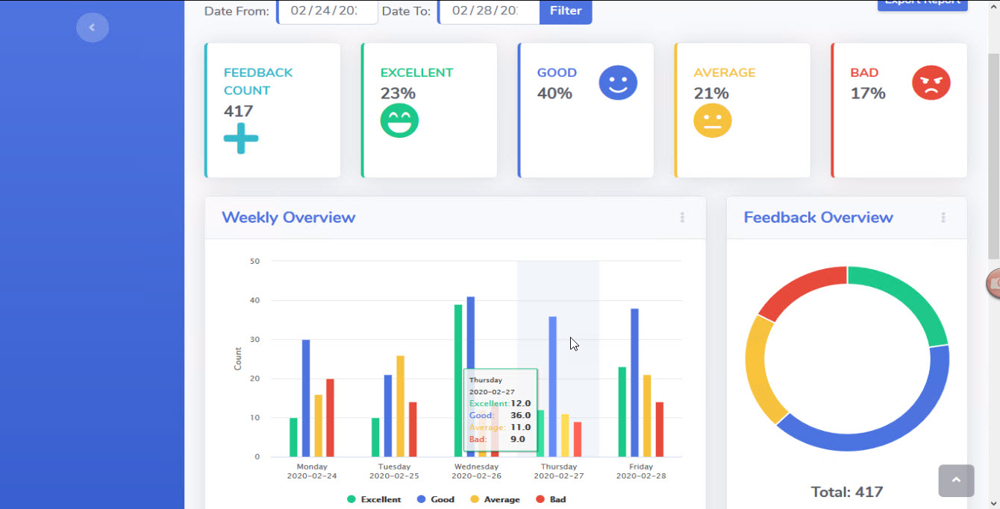 Date From: 02/24/20 Date To: 02/28/20 Filter Export Report
FEEDBACK
COUNT
417
EXCELLENT
23%
GOOD
40%
AVERAGE
21%
BAD
17%
Weekly Overview
50
40
30
20
10
0
Count
Thursday
2020-02-27
Excellent: 12.0
Good: 36.0
Average: 11.0
Bad: 9.0
Monday
2020-02-24
Tuesday
2020-02-25
Wednesday
2020-02-26
Thursday
2020-02-27
Friday
2020-02-28
Excellent Good Average Bad
Feedback Overview
Total: 417